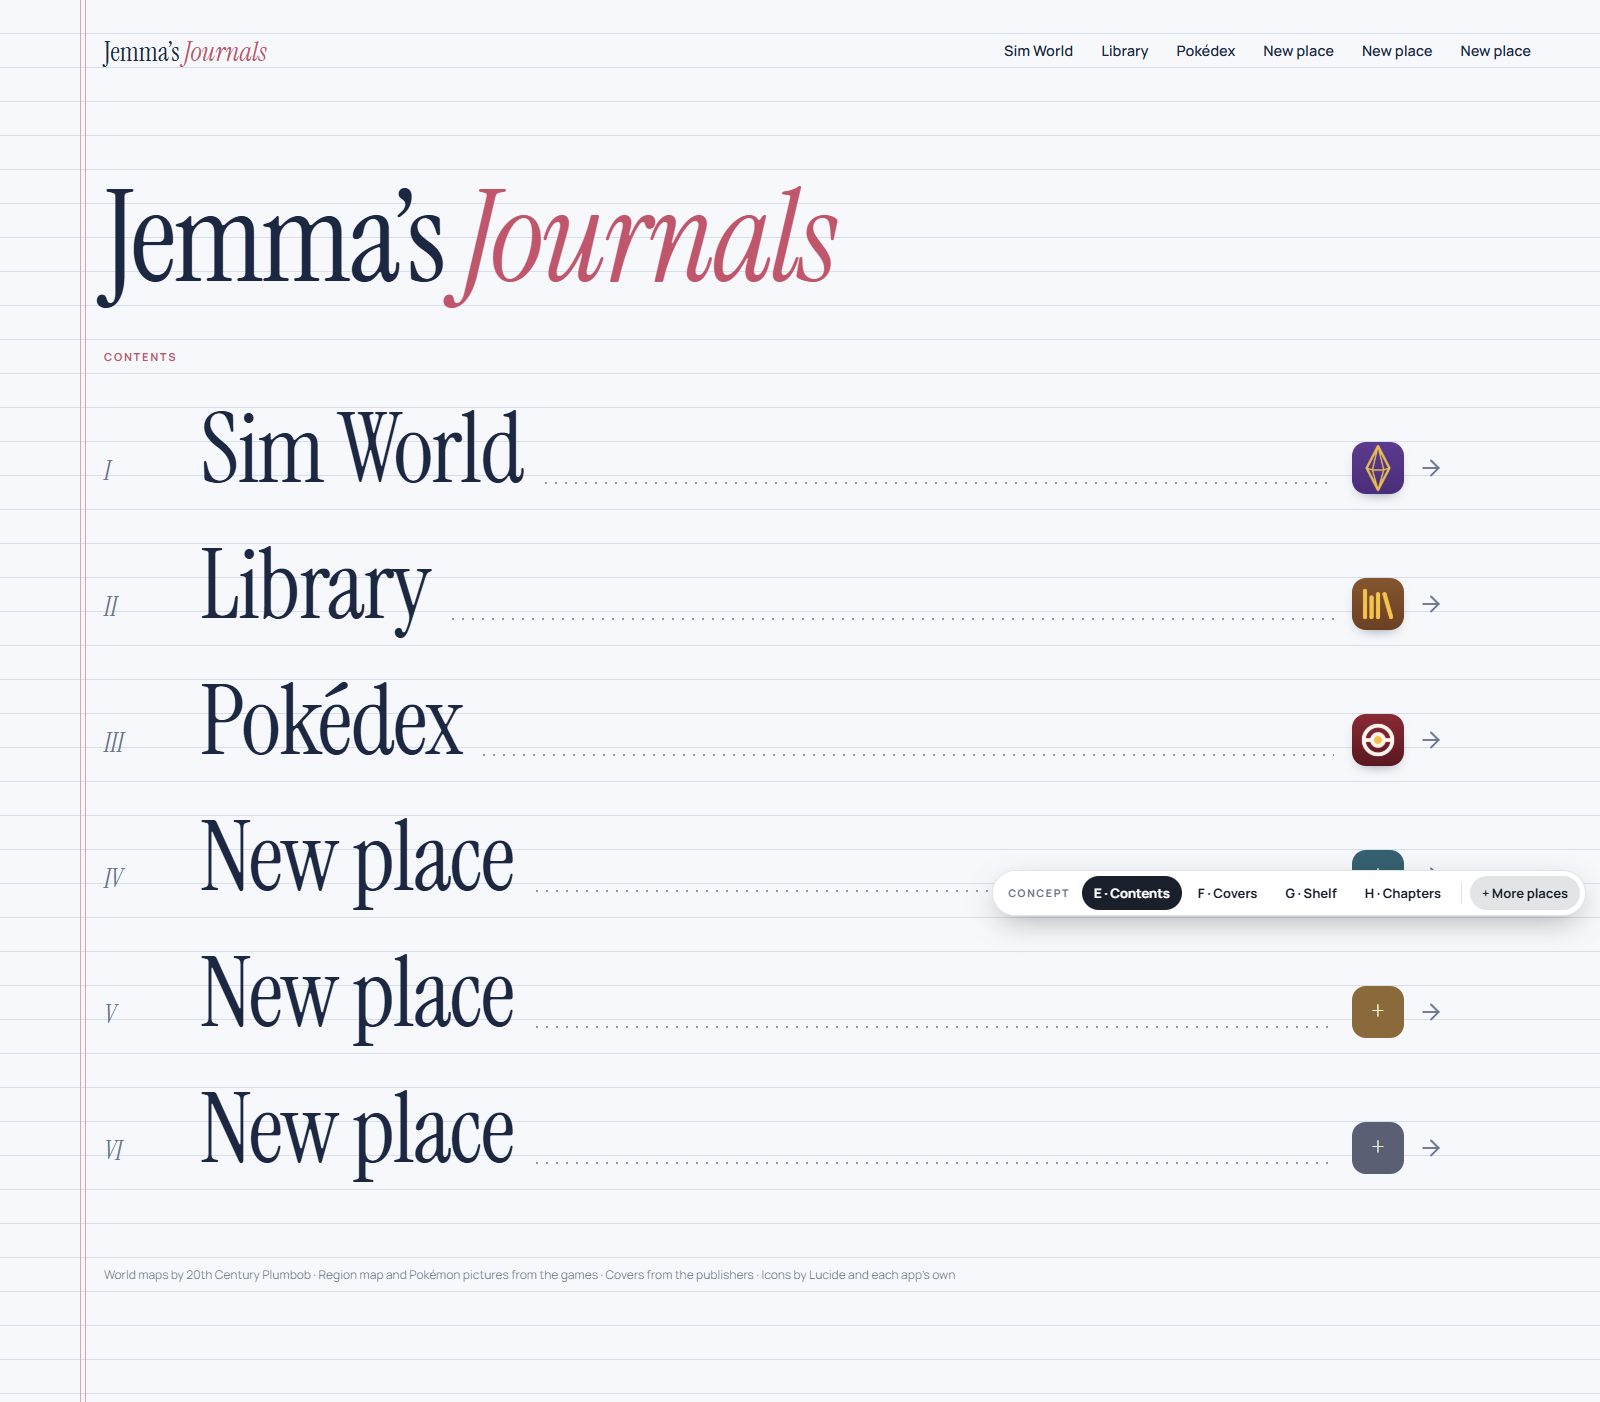 Jemma’s Journals
Sim World Library Pokédex New place New place New place
Jemma’s Journals
CONTENTS
I Sim World
II Library
III Pokédex
IV New place
CONCEPT E · Contents F · Covers G · Shelf H · Chapters + More places
V New place +
VI New place +
World maps by 20th Century Plumbob · Region map and Pokémon pictures from the games · Covers from the publishers · Icons by Lucide and each app’s own